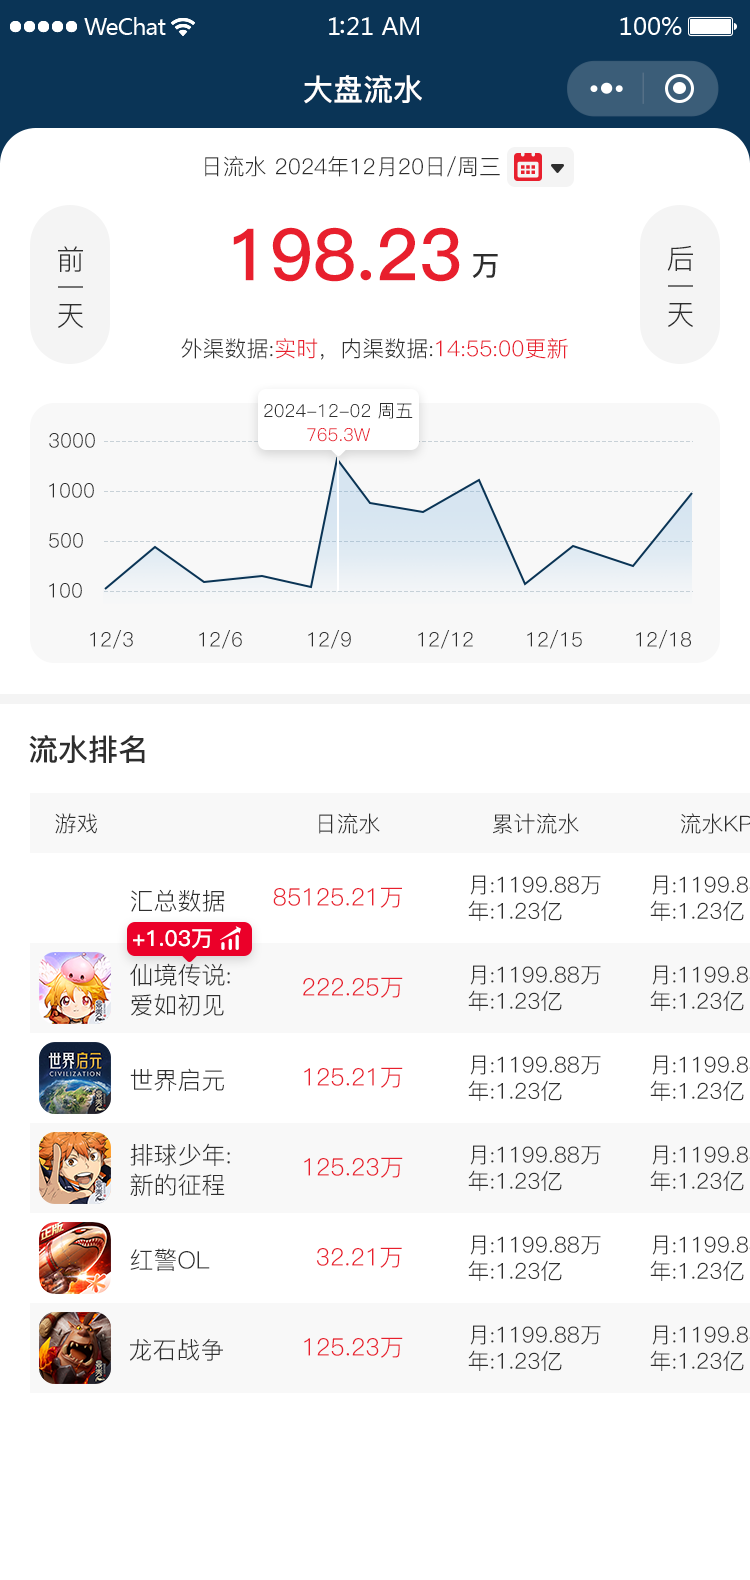 WeChat
1:21 AM
100%
大盘流水
日流水 2024年12月20日/周三
前一天
198.23 万
后一天
外渠数据:实时，内渠数据:14:55:00更新
2024-12-02 周五
765.3W
3000
1000
500
100
12/3 12/6 12/9 12/12 12/15 12/18
流水排名
游戏 日流水 累计流水 流水KP
汇总数据 85125.21万
月:1199.88万 月:1199.8
年:1.23亿 年:1.23亿
+1.03万
仙境传说:
爱如初见
222.25万
月:1199.88万 月:1199.8
年:1.23亿 年:1.23亿
世界启元
CIVILIZATION
世界启元 125.21万
月:1199.88万 月:1199.8
年:1.23亿 年:1.23亿
排球少年:
新的征程
125.23万
月:1199.88万 月:1199.8
年:1.23亿 年:1.23亿
正版
红警OL 32.21万
月:1199.88万 月:1199.8
年:1.23亿 年:1.23亿
龙石战争 125.23万
月:1199.88万 月:1199.8
年:1.23亿 年:1.23亿